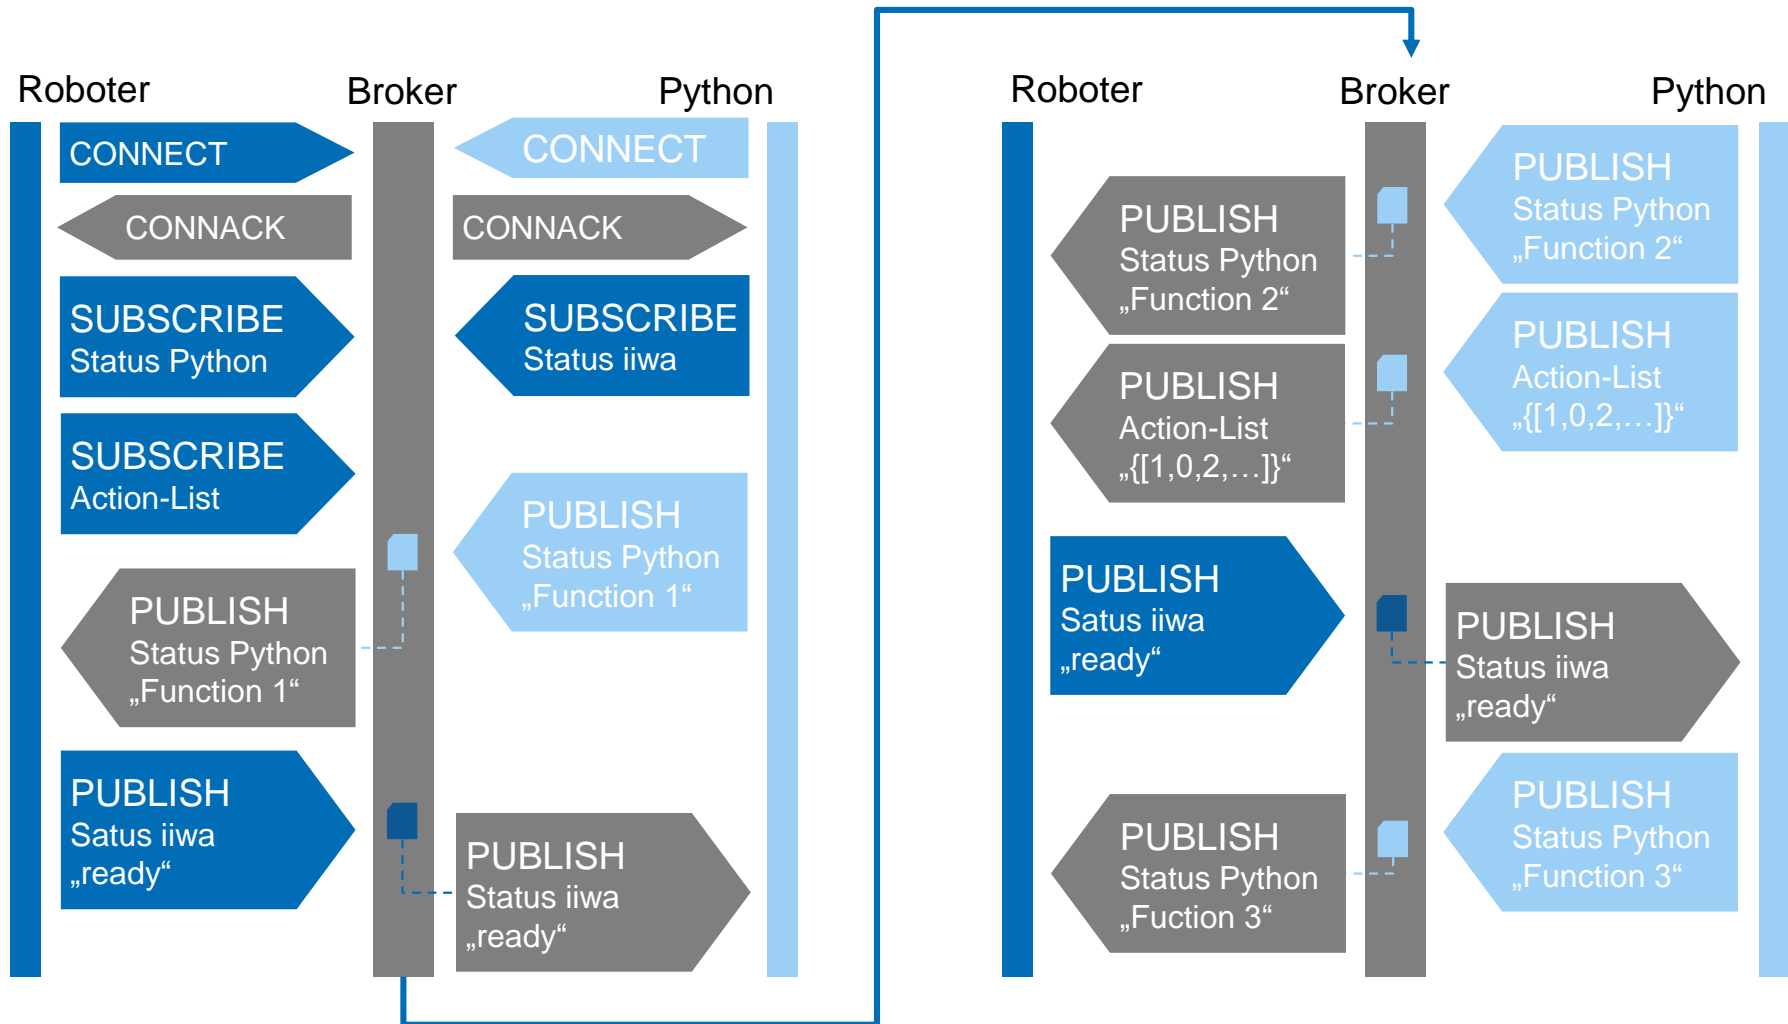 Roboter
Broker
Python
CONNECT
CONNECT
CONNACK
CONNACK
SUBSCRIBE
Status Python
SUBSCRIBE
Status iiwa
SUBSCRIBE
Action-List
PUBLISH
Status Python
„Function 1“
PUBLISH
Status Python
„Function 1“
PUBLISH
Satus iiwa
„ready”
PUBLISH
Status iiwa
„ready”
Roboter
Broker
Python
PUBLISH
Status Python
„Function 2“
PUBLISH
Status Python
„Function 2“
PUBLISH
Action-List
„{[1,0,2,…]}“
PUBLISH
Action-List
„{[1,0,2,…]}“
PUBLISH
Satus iiwa
„ready”
PUBLISH
Status iiwa
„ready”
PUBLISH
Status Python
„Function 3“
PUBLISH
Status Python
„Fuction 3“